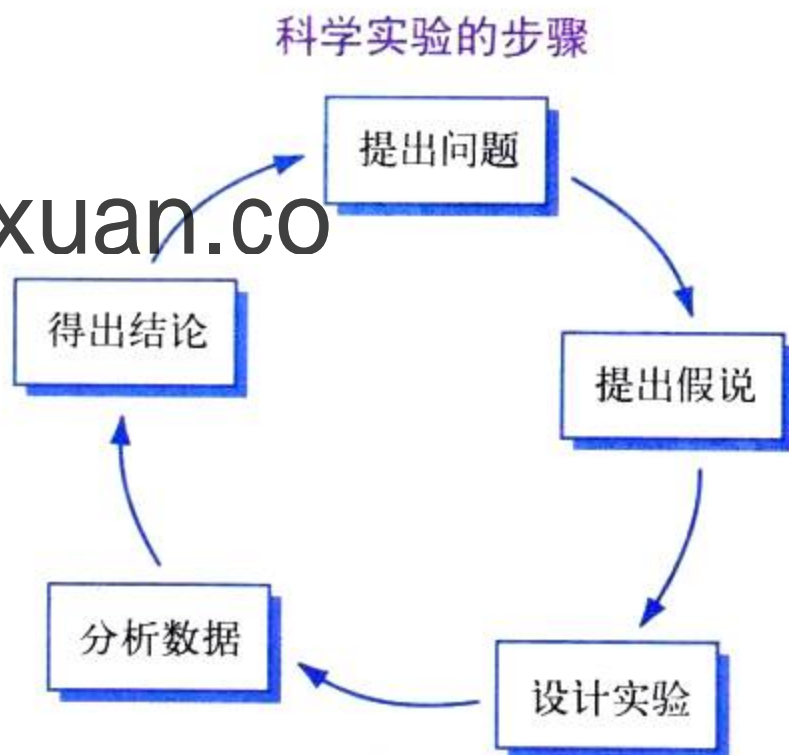 科学实验的步骤
提出问题
xuan.co
得出结论
提出假说
分析数据
设计实验